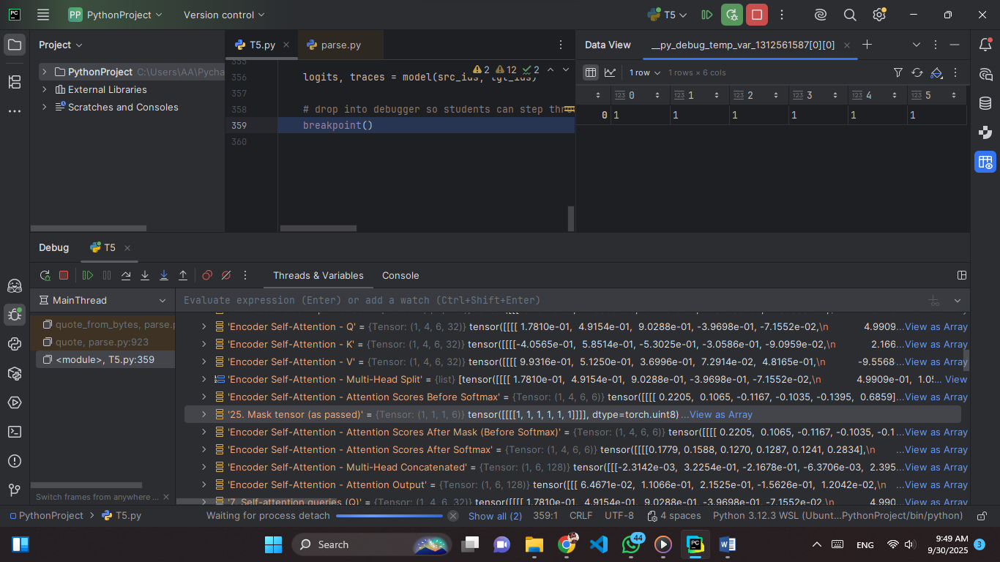 PC
PP PythonProject Version control T5
Project
T5.py
parse.py
Data View
__py_debug_temp_var_1312561587[0][0]
PythonProject C:\Users\AA\Pycha
External Libraries
Scratches and Consoles
355
356 logits, traces = model(src_ids, tgt_ids)
2 12 2
357
358 # drop into debugger so students can step thro
359 breakpoint()
360
1 row 1 rows × 6 cols
123 0 123 1 123 2 123 3 123 4 123 5
0 1 1 1 1 1 1
Debug T5
Threads & Variables Console
MainThread
Evaluate expression (Enter) or add a watch (Ctrl+Shift+Enter)
quote_from_bytes, parse.p
quote, parse.py:923
<module>, T5.py:359
'Encoder Self-Attention - Q' = {Tensor: (1, 4, 6, 32)} tensor([[[[ 1.7810e-01, 4.9154e-01, 9.0288e-01, -3.9698e-01, -7.1552e-02,\n 4.9909 ...View as Array
'Encoder Self-Attention - K' = {Tensor: (1, 4, 6, 32)} tensor([[[[-4.0565e-01, 5.8514e-01, -5.3025e-01, -3.0586e-01, -9.0959e-02,\n 2.166 ...View as Array
'Encoder Self-Attention - V' = {Tensor: (1, 4, 6, 32)} tensor([[[[ 9.9316e-01, 5.1250e-01, 3.6996e-01, 7.2914e-02, 4.8165e-01,\n -9.5568 ...View as Array
'Encoder Self-Attention - Multi-Head Split' = {list} [tensor([[[[ 1.7810e-01, 4.9154e-01, 9.0288e-01, -3.9698e-01, -7.1552e-02,\n 4.9909e-01, 1.05... View
'Encoder Self-Attention - Attention Scores Before Softmax' = {Tensor: (1, 4, 6, 6)} tensor([[[[ 0.2205, 0.1065, -0.1167, -0.1035, -0.1395, 0.6859] ...View as Array
'25. Mask tensor (as passed)' = {Tensor: (1, 1, 1, 6)} tensor([[[[1, 1, 1, 1, 1, 1]]]], dtype=torch.uint8) ...View as Array
'Encoder Self-Attention - Attention Scores After Mask (Before Softmax)' = {Tensor: (1, 4, 6, 6)} tensor([[[[ 0.2205, 0.1065, -0.1167, -0.1035, -0.1 ...View as Array
'Encoder Self-Attention - Attention Scores After Softmax' = {Tensor: (1, 4, 6, 6)} tensor([[[[0.1779, 0.1588, 0.1270, 0.1287, 0.1241, 0.2834],\n ...View as Array
'Encoder Self-Attention - Multi-Head Concatenated' = {Tensor: (1, 6, 128)} tensor([[[-2.3142e-03, 3.2254e-01, -2.1678e-01, -6.3706e-03, 2.395 ...View as Array
'Encoder Self-Attention - Attention Output' = {Tensor: (1, 6, 128)} tensor([[[ 6.4671e-02, 1.1066e-01, 2.1525e-01, -1.5626e-01, 1.2042e-02,\n ...View as Array
'7. Self-attention queries (Q)' = {Tensor: (1, 4, 6, 32)} tensor([[[[ 1.7810e-01, 4.9154e-01, 9.0288e-01, -3.9698e-01, -7.1552e-02,\n 4.990 ...View as Array
Switch frames from anywhere ...
PythonProject T5.py
Waiting for process detach Show all (2) 359:1 CRLF UTF-8 4 spaces Python 3.12.3 WSL (Ubunt...PythonProject/bin/python)
Search
44
ENG
9:49 AM
9/30/2025
3